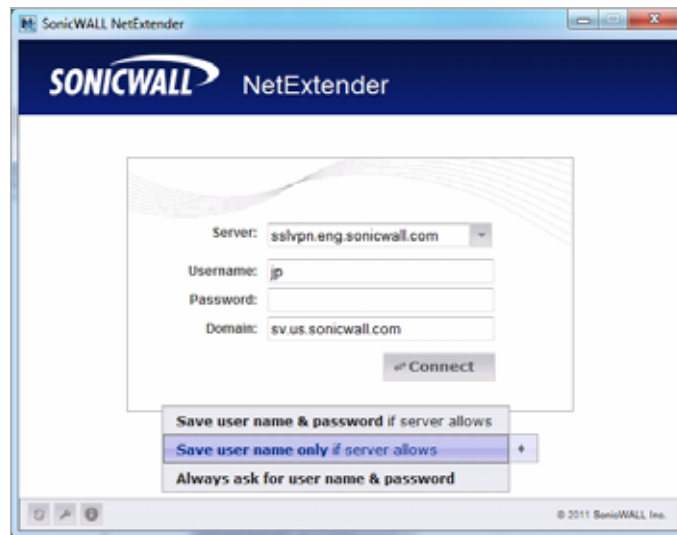 SonicWALL NetExtender
SONICWALL NetExtender
Server: sslvpn.eng.sonicwall.com
Username: jp
Password:
Domain: sv.us.sonicwall.com
Connect
Save user name & password if server allows
Save user name only if server allows
Always ask for user name & password
© 2011 SonicWALL Inc.